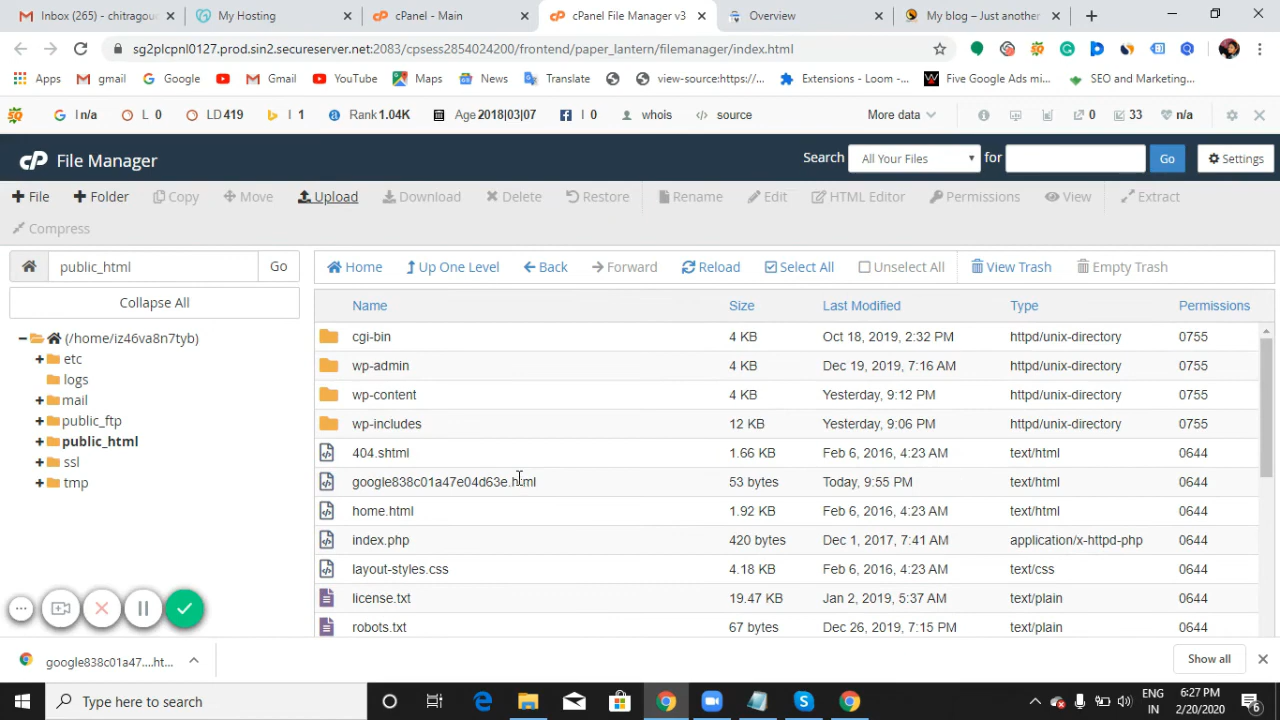 Inbox (265) - chitragou
My Hosting
cPanel - Main
cPanel File Manager v3
Overview
My blog – Just another
sg2plcpnl0127.prod.sin2.secureserver.net:2083/cpsess2854024200/frontend/paper_lantern/filemanager/index.html
Apps
gmail
Google
Gmail
YouTube
Maps
News
Translate
view-source:https://...
Extensions - Loom -...
Five Google Ads mi...
SEO and Marketing...
I n/a
L 0
LD 419
I 1
Rank 1.04K
Age 2018|03|07
I 0
whois
source
More data
0
33
n/a
cP File Manager
Search
All Your Files
for
Go
Settings
File
Folder
Copy
Move
Upload
Download
Delete
Restore
Rename
Edit
HTML Editor
Permissions
View
Extract
Compress
public_html
Go
Home
Up One Level
Back
Forward
Reload
Select All
Unselect All
View Trash
Empty Trash
Collapse All
(/home/iz46va8n7tyb)
etc
logs
mail
public_ftp
public_html
ssl
tmp
Name Size Last Modified Type Permissions
cgi-bin 4 KB Oct 18, 2019, 2:32 PM httpd/unix-directory 0755
wp-admin 4 KB Dec 19, 2019, 7:16 AM httpd/unix-directory 0755
wp-content 4 KB Yesterday, 9:12 PM httpd/unix-directory 0755
wp-includes 12 KB Yesterday, 9:06 PM httpd/unix-directory 0755
404.shtml 1.66 KB Feb 6, 2016, 4:23 AM text/html 0644
google838c01a47e04d63e.html 53 bytes Today, 9:55 PM text/html 0644
home.html 1.92 KB Feb 6, 2016, 4:23 AM text/html 0644
index.php 420 bytes Dec 1, 2017, 7:41 AM application/x-httpd-php 0644
layout-styles.css 4.18 KB Feb 6, 2016, 4:23 AM text/css 0644
license.txt 19.47 KB Jan 2, 2019, 5:37 AM text/plain 0644
robots.txt 67 bytes Dec 26, 2019, 7:15 PM text/plain 0644
google838c01a47....ht...
Show all
Type here to search
ENG
IN
6:27 PM
2/20/2020
6